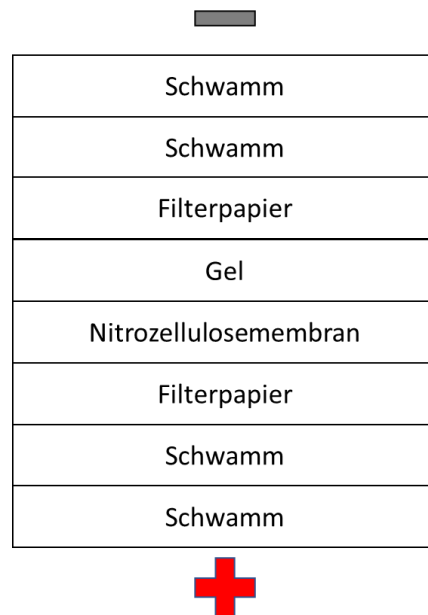 Schwamm
Schwamm
Filterpapier
Gel
Nitrozellulosemembran
Filterpapier
Schwamm
Schwamm